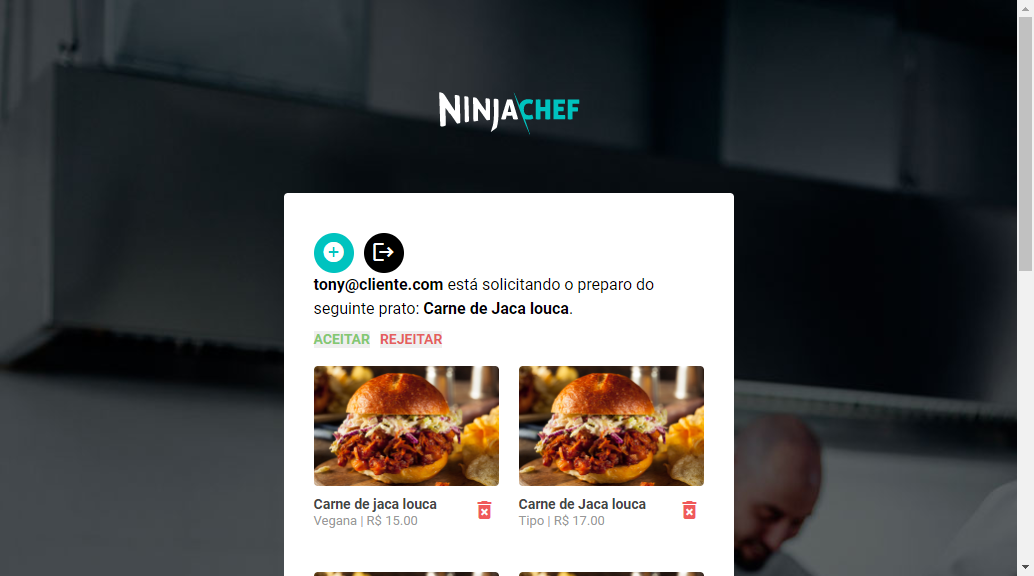 NINJACHEF
tony@cliente.com está solicitando o preparo do
seguinte prato: Carne de Jaca louca.
ACEITAR REJEITAR
Carne de jaca louca
Vegana | R$ 15.00
Carne de Jaca louca
Tipo | R$ 17.00